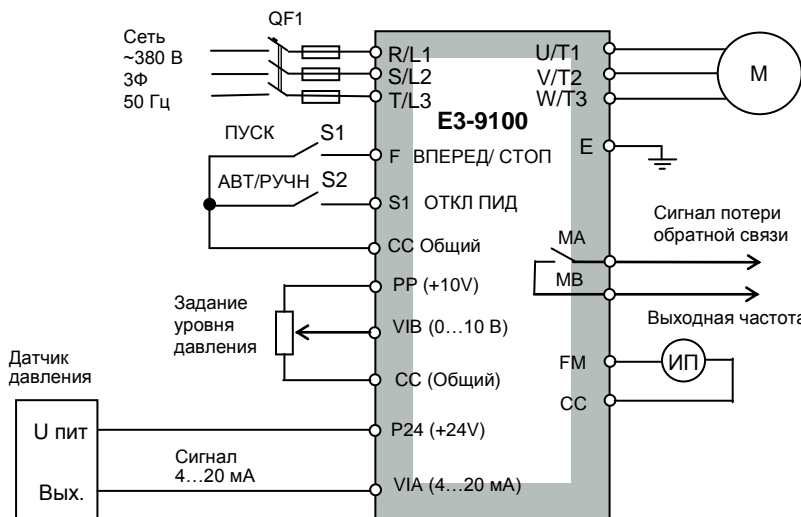 QF1
Сеть
~380 В
3Ф
50 Гц
R/L1
S/L2
T/L3
U/T1
V/T2
W/T3
М
E3-9100
ПУСК
S1
F ВПЕРЕД/ СТОП
E
АВТ/РУЧН
S2
S1 ОТКЛ ПИД
CC Общий
MA
MB
Сигнал потери
обратной связи
PP (+10V)
Задание
уровня
давления
VIB (0…10 В)
CC (Общий)
Выходная частота
FM
ИП
CC
Датчик
давления
U пит
P24 (+24V)
Сигнал
4…20 мА
Вых.
VIA (4…20 мА)